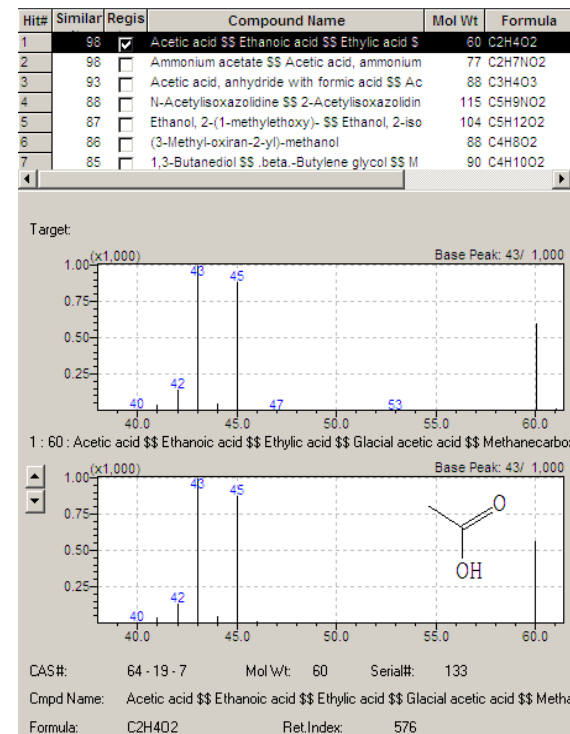 Hit# Similar Regis Compound Name Mol Wt Formula
1 98 Acetic acid $$ Ethanoic acid $$ Ethylic acid $ 60 C2H4O2
2 98 Ammonium acetate $$ Acetic acid, ammonium 77 C2H7NO2
3 93 Acetic acid, anhydride with formic acid $$ Ac 88 C3H4O3
4 88 N-Acetylisoxazolidine $$ 2-Acetylisoxazolidin 115 C5H9NO2
5 87 Ethanol, 2-(1-methylethoxy)- $$ Ethanol, 2-iso 104 C5H12O2
6 86 (3-Methyl-oxiran-2-yl)-methanol 88 C4H8O2
7 85 1,3-Butanediol $$ .beta.-Butylene glycol $$ M 90 C4H10O2
Target:
(x1,000) Base Peak: 43/ 1,000
1.00 43 45
0.75
0.50
0.25 42
40 47 53
40.0 45.0 50.0 55.0 60.0
1 : 60 : Acetic acid $$ Ethanoic acid $$ Ethylic acid $$ Glacial acetic acid $$ Methanecarbo
(x1,000) Base Peak: 43/ 1,000
1.00 43 45
0.75 O
0.50 OH
0.25 42
40
40.0 45.0 50.0 55.0 60.0
CAS#: 64 - 19 - 7 Mol Wt: 60 Serial#: 133
Cmpd Name: Acetic acid $$ Ethanoic acid $$ Ethylic acid $$ Glacial acetic acid $$ Metha
Formula: C2H4O2 Ret.Index: 576